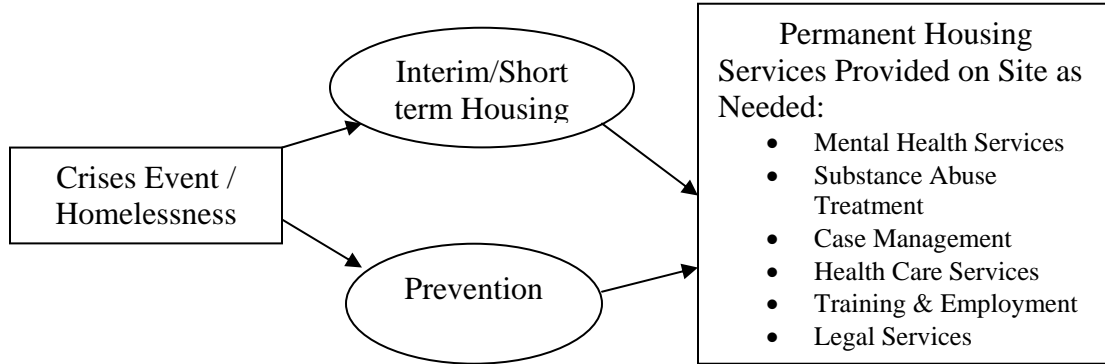 Crises Event /
Homelessness
Interim/Short
term Housing
Prevention
Permanent Housing
Services Provided on Site as
Needed:
• Mental Health Services
• Substance Abuse
Treatment
• Case Management
• Health Care Services
• Training & Employment
• Legal Services